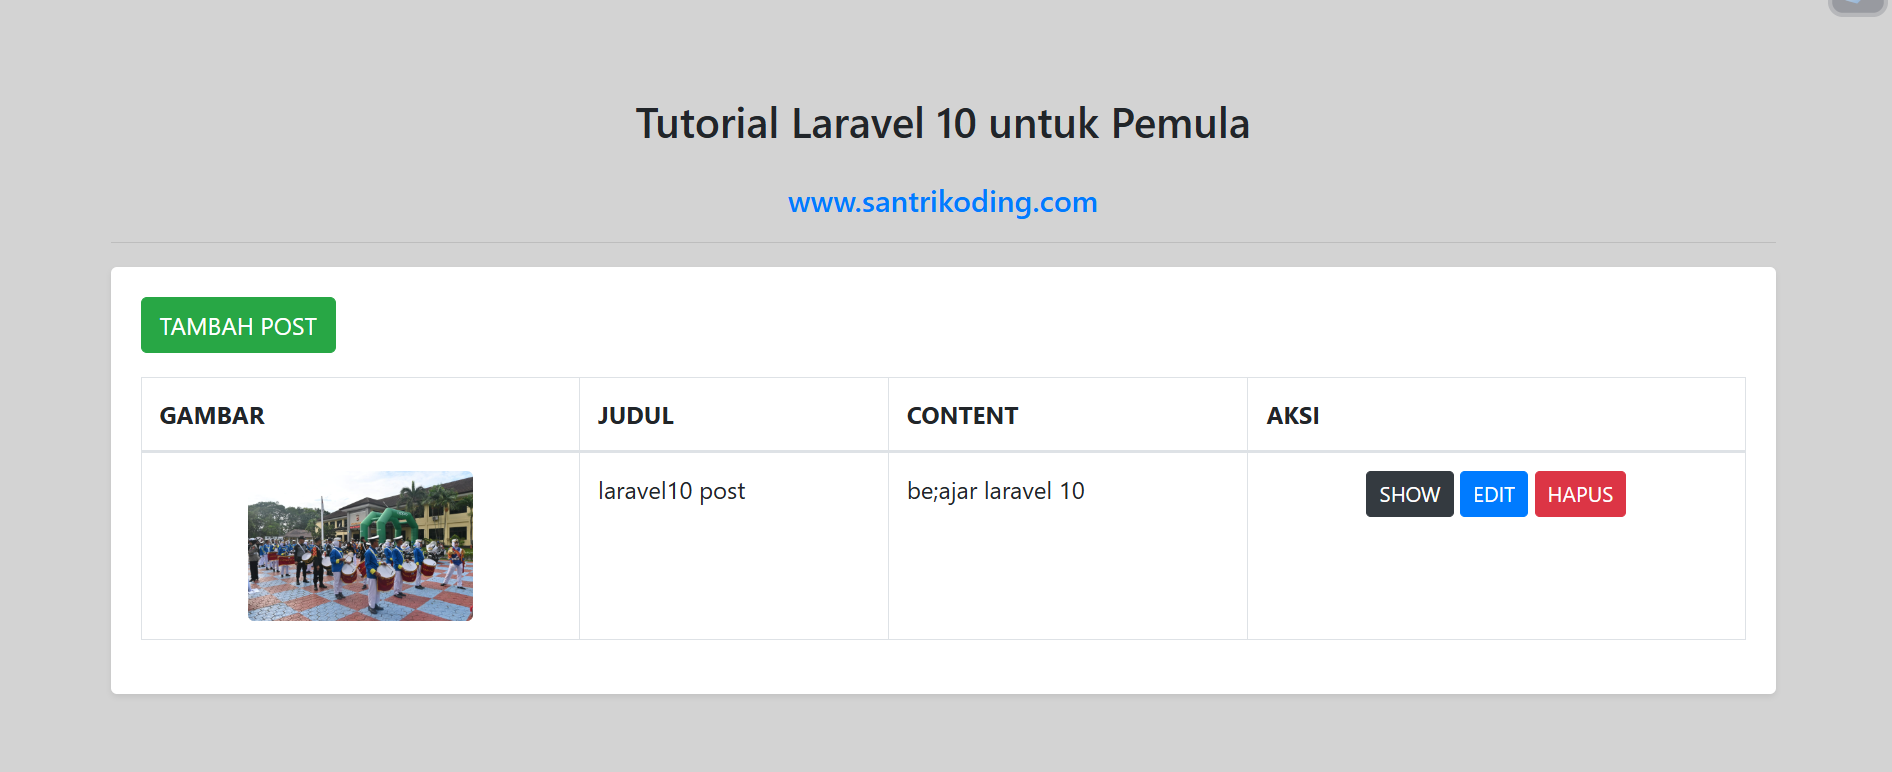 Tutorial Laravel 10 untuk Pemula
www.santrikoding.com
TAMBAH POST
GAMBAR JUDUL CONTENT AKSI
laravel10 post be;ajar laravel 10 SHOW EDIT HAPUS